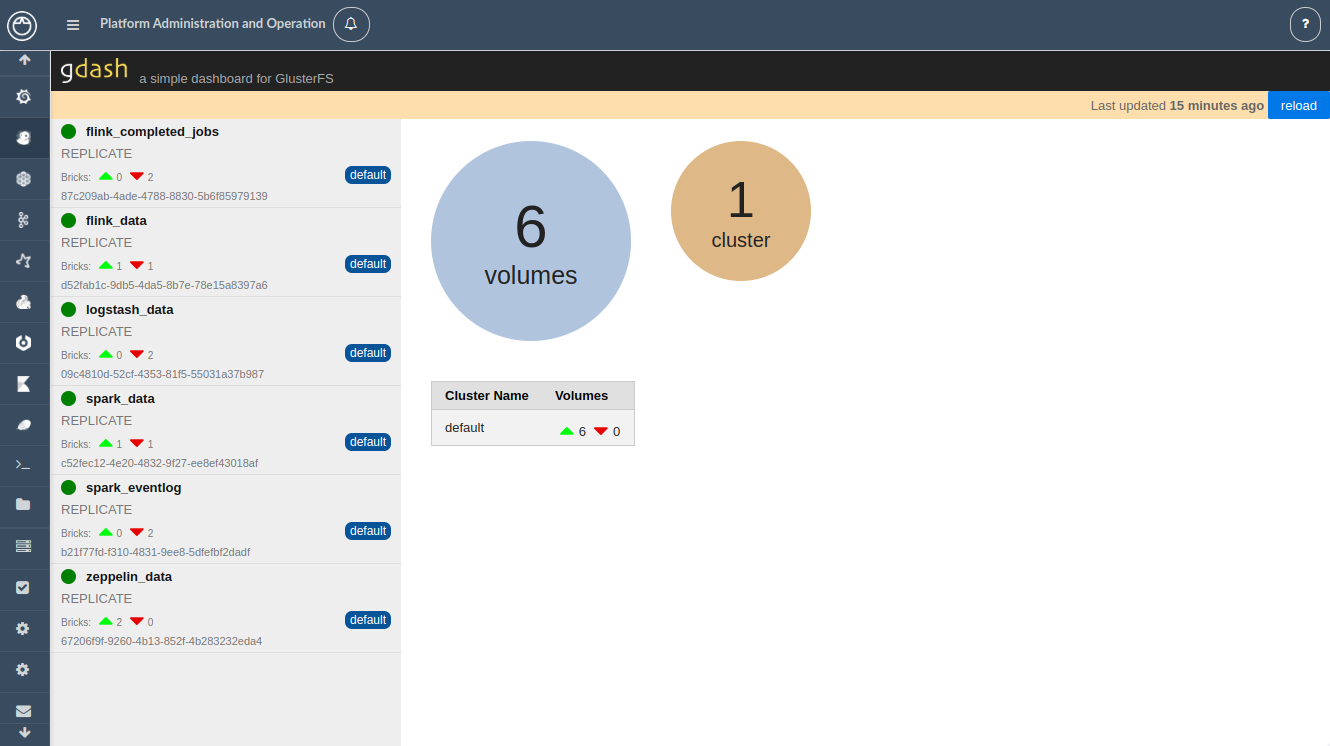 Platform Administration and Operation
?
gdash a simple dashboard for GlusterFS
Last updated 15 minutes ago reload
flink_completed_jobs
REPLICATE
Bricks: 0 2 default
87c209ab-4ade-4788-8830-5b6f85979139
flink_data
REPLICATE
Bricks: 1 1 default
d52fab1c-9db5-4da5-8b7e-78e15a8397a6
logstash_data
REPLICATE
Bricks: 0 2 default
09c4810d-52cf-4353-81f5-55031a37b987
spark_data
REPLICATE
Bricks: 1 1 default
c52fec12-4e20-4832-9f27-ee8ef43018af
spark_eventlog
REPLICATE
Bricks: 0 2 default
b21f77fd-f310-4831-9ee8-5dfefbf2dadf
zeppelin_data
REPLICATE
Bricks: 2 0 default
67206f9f-9260-4b13-852f-4b283232eda4
6
volumes
1
cluster
Cluster Name Volumes
default 6 0